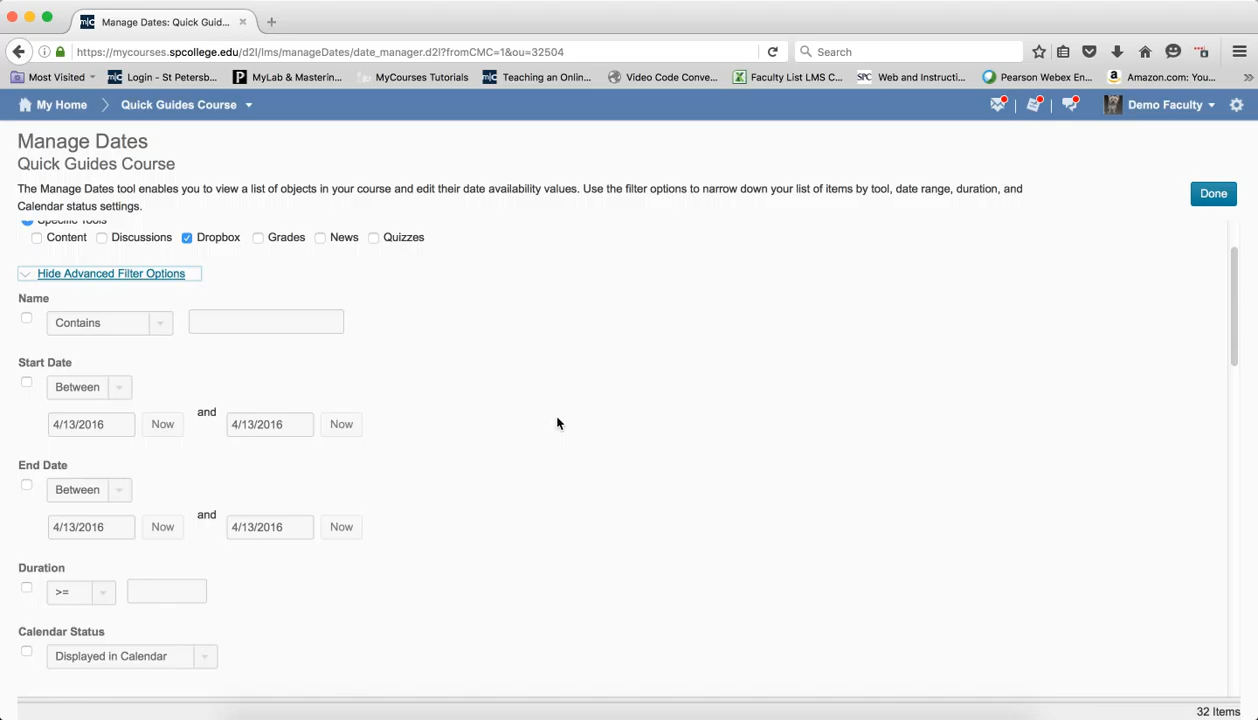 Manage Dates: Quick Guid...
https://mycourses.spcollege.edu/d2l/lms/manageDates/date_manager.d2l?fromCMC=1&ou=32504
Search
Most Visited
Login - St Petersb...
MyLab & Masterin...
MyCourses Tutorials
Teaching an Onlin...
Video Code Conve...
Faculty List LMS C...
SPC
Web and Instructi...
Pearson Webex En...
Amazon.com: You...
My Home
Quick Guides Course
Demo Faculty
Manage Dates
Quick Guides Course
The Manage Dates tool enables you to view a list of objects in your course and edit their date availability values. Use the filter options to narrow down your list of items by tool, date range, duration, and
Calendar status settings.
Done
Specific Tools
Content Discussions Dropbox Grades News Quizzes
Hide Advanced Filter Options
Name
Contains
Start Date
Between
4/13/2016 Now and 4/13/2016 Now
End Date
Between
4/13/2016 Now and 4/13/2016 Now
Duration
>=
Calendar Status
Displayed in Calendar
32 Items